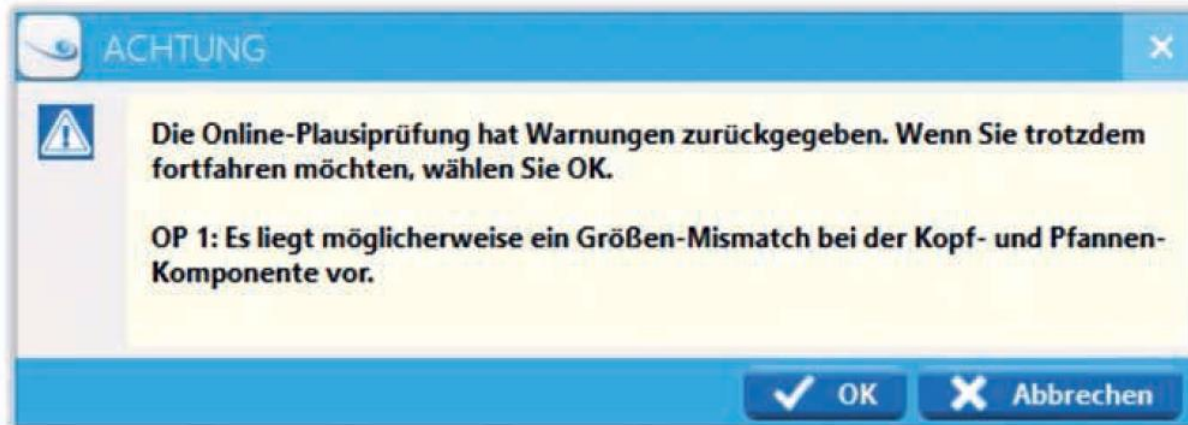 ACHTUNG
Die Online-Plausiprüfung hat Warnungen zurückgegeben. Wenn Sie trotzdem
fortfahren möchten, wählen Sie OK.
OP 1: Es liegt möglicherweise ein Größen-Mismatch bei der Kopf- und Pfannen-
Komponente vor.
OK Abbrechen